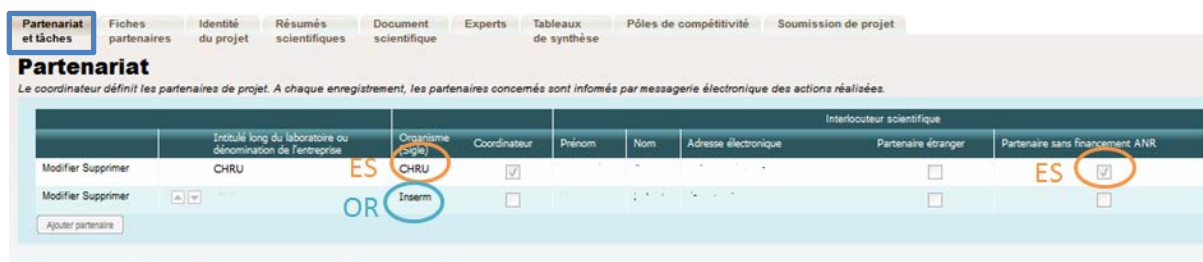 Partenariat et tâches
Fiches partenaires
Identité du projet
Résumés scientifiques
Document scientifique
Experts
Tableaux de synthèse
Pôles de compétitivité
Soumission de projet
Partenariat
Le coordinateur définit les partenaires de projet. A chaque enregistrement, les partenaires concernés sont informés par messagerie électronique des actions réalisées.
Interlocuteur scientifique
Intitulé long du laboratoire ou dénomination de l'entreprise
Organisme (Sigle)
Coordinateur
Prénom
Nom
Adresse électronique
Partenaire étranger
Partenaire sans financement ANR
Modifier Supprimer CHRU ES CHRU ES
Modifier Supprimer OR Inserm
Ajouter partenaire